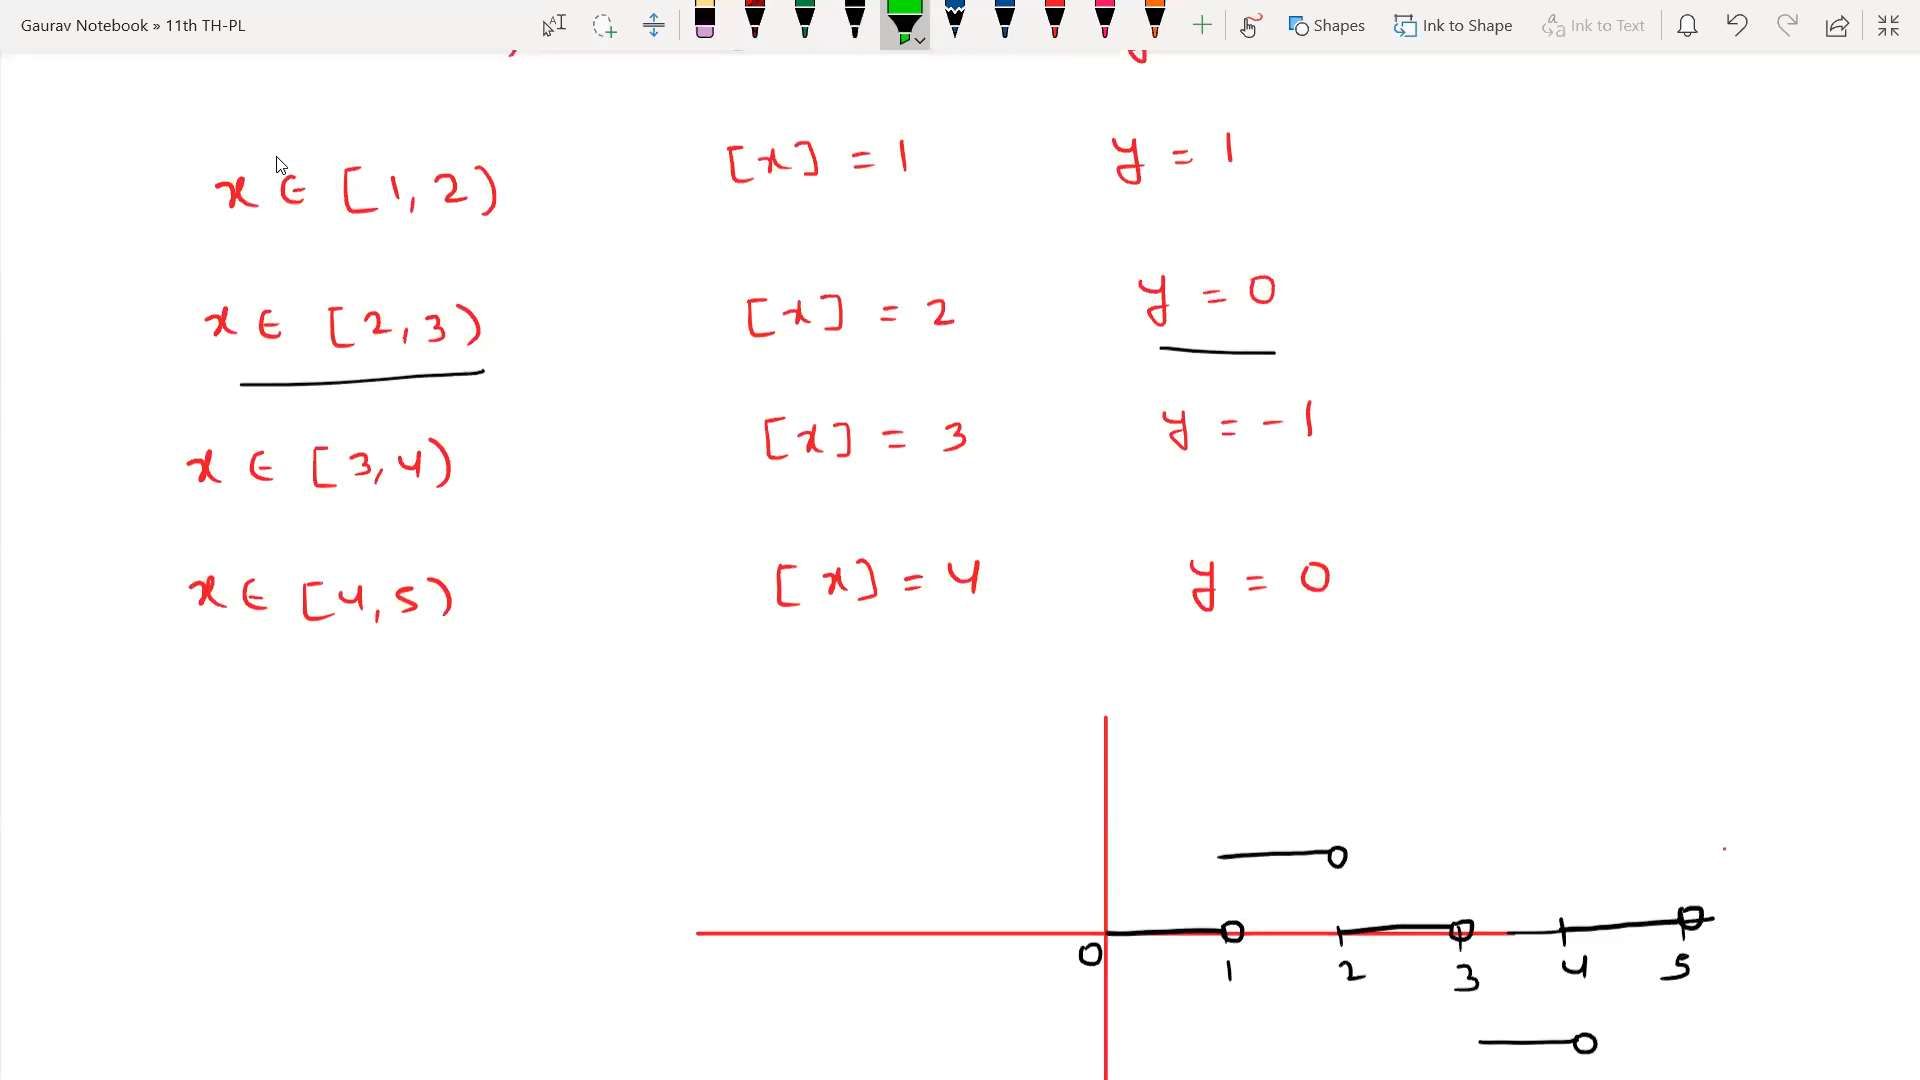 Gaurav Notebook » 11th TH-PL
Shapes
Ink to Shape
Ink to Text
x ∈ [1, 2) [x] = 1 y = 1
x ∈ [2, 3) [x] = 2 y = 0
x ∈ [3, 4) [x] = 3 y = -1
x ∈ [4, 5) [x] = 4 y = 0
0 1 2 3 4 5